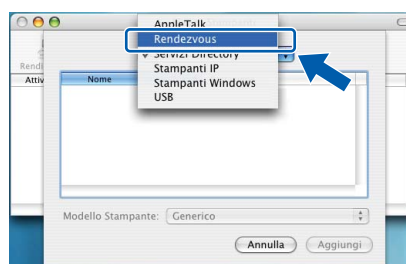 AppleTalk
Rendezvous
Servizi Directory
Stampanti IP
Stampanti Windows
USB
Rendi
Attiv
Nome
Modello Stampante: Generico
Annulla Aggiungi